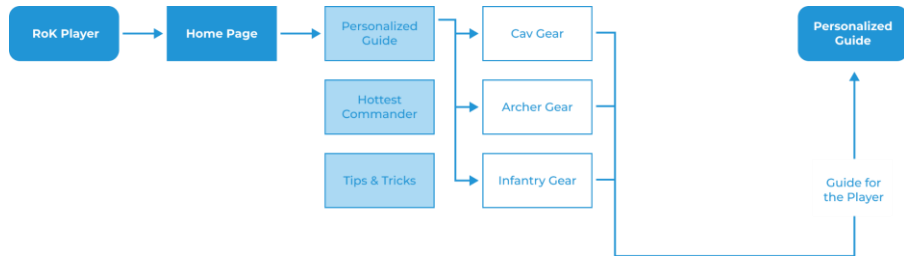 RoK Player
Home Page
Personalized
Guide
Cav Gear
Personalized
Guide
Hottest
Commander
Archer Gear
Tips & Tricks
Infantry Gear
Guide for
the Player